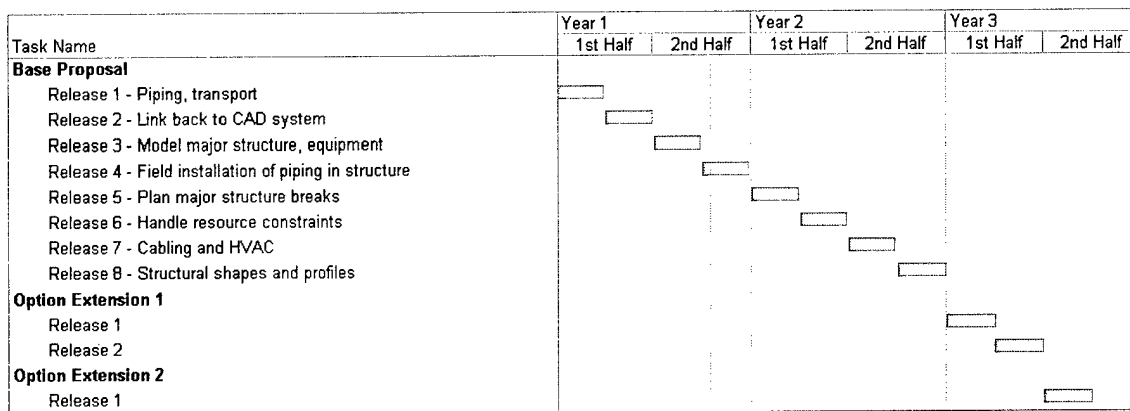 Year 1 Year 2 Year 3
Task Name 1st Half 2nd Half 1st Half 2nd Half 1st Half 2nd Half
Base Proposal
Release 1 - Piping, transport
Release 2 - Link back to CAD system
Release 3 - Model major structure, equipment
Release 4 - Field installation of piping in structure
Release 5 - Plan major structure breaks
Release 6 - Handle resource constraints
Release 7 - Cabling and HVAC
Release 8 - Structural shapes and profiles
Option Extension 1
Release 1
Release 2
Option Extension 2
Release 1